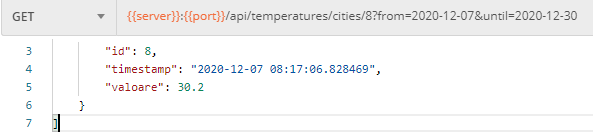 GET {{server}}:{{port}}/api/temperatures/cities/8?from=2020-12-07&until=2020-12-30
3 "id": 8,
4 "timestamp": "2020-12-07 08:17:06.828469",
5 "valoare": 30.2
6 }
7 ]